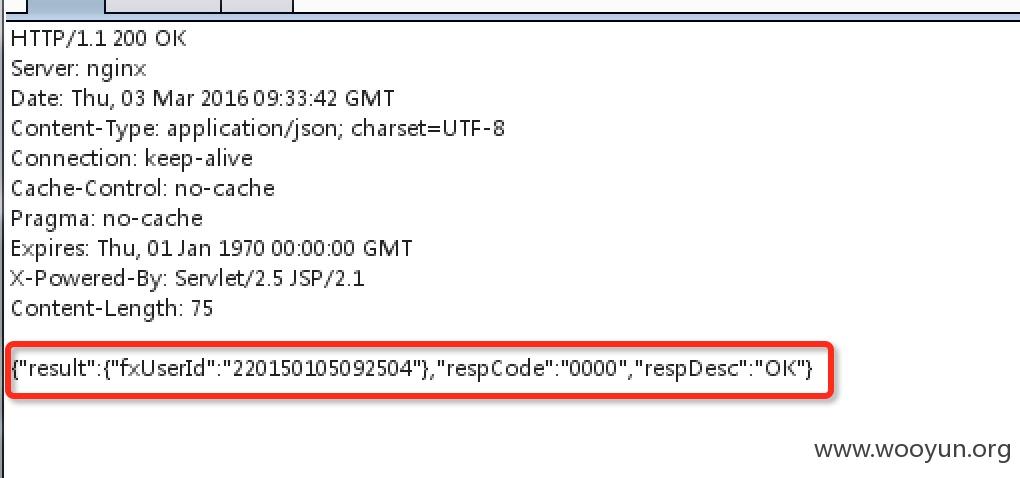 HTTP/1.1 200 OK
Server: nginx
Date: Thu, 03 Mar 2016 09:33:42 GMT
Content-Type: application/json; charset=UTF-8
Connection: keep-alive
Cache-Control: no-cache
Pragma: no-cache
Expires: Thu, 01 Jan 1970 00:00:00 GMT
X-Powered-By: Servlet/2.5 JSP/2.1
Content-Length: 75
{"result":{"fxUserId":"220150105092504"},"respCode":"0000","respDesc":"OK"}
www.wooyun.org